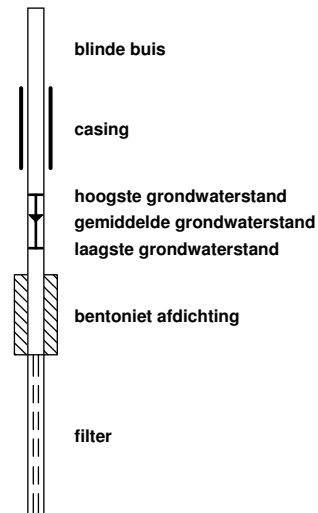 blinde buis
casing
hoogste grondwaterstand
gemiddelde grondwaterstand
laagste grondwaterstand
bentoniet afdichting
filter